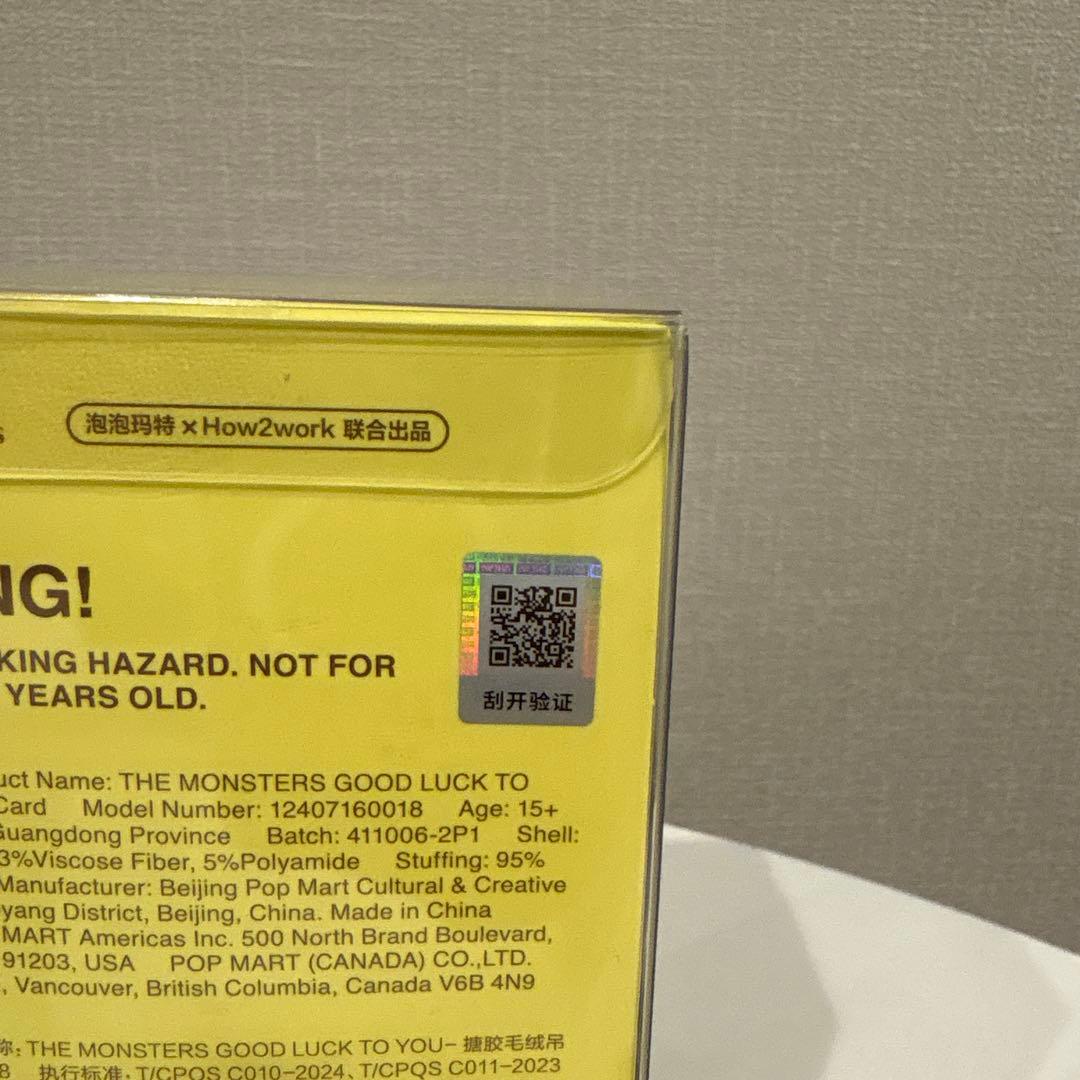 泡泡玛特×How2work 联合出品
NG!
KING HAZARD. NOT FOR
YEARS OLD.
刮开验证
uct Name: THE MONSTERS GOOD LUCK TO
Card Model Number: 12407160018 Age: 15+
Guangdong Province Batch: 411006-2P1 Shell:
3%Viscose Fiber, 5%Polyamide Stuffing: 95%
Manufacturer: Beijing Pop Mart Cultural & Creative
yang District, Beijing, China. Made in China
MART Americas Inc. 500 North Brand Boulevard,
91203, USA POP MART (CANADA) CO.,LTD.
, Vancouver, British Columbia, Canada V6B 4N9
称: THE MONSTERS GOOD LUCK TO YOU- 搪胶毛绒吊
8 执行标准: T/CPQS C010-2024、T/CPQS C011-2023